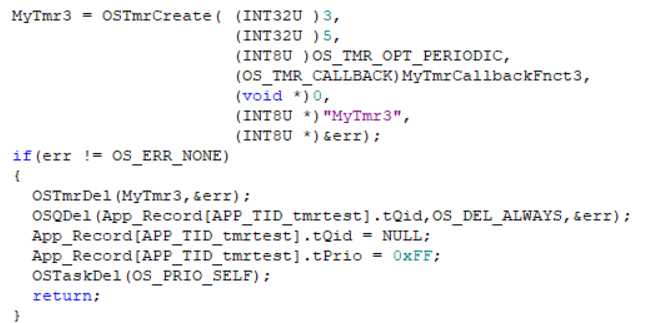 MyTmr3 = OSTmrCreate( (INT32U )3,
(INT32U )5,
(INT8U )OS_TMR_OPT_PERIODIC,
(OS_TMR_CALLBACK)MyTmrCallbackFnct3,
(void *)0,
(INT8U *)"MyTmr3",
(INT8U *)&err);
if(err != OS_ERR_NONE)
{
OSTmrDel(MyTmr3,&err);
OSQDel(App_Record[APP_TID_tmrtest].tQid,OS_DEL_ALWAYS,&err);
App_Record[APP_TID_tmrtest].tQid = NULL;
App_Record[APP_TID_tmrtest].tPrio = 0xFF;
OSTaskDel(OS_PRIO_SELF);
return;
}